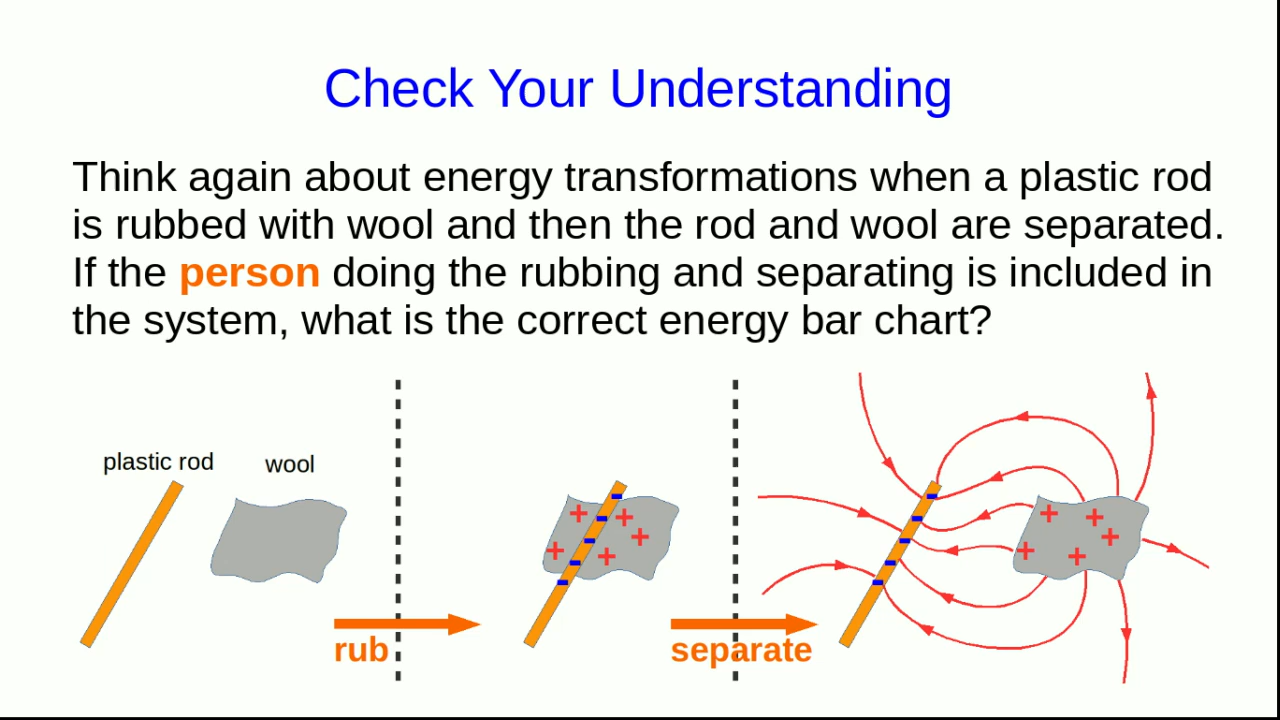 Check Your Understanding
Think again about energy transformations when a plastic rod
is rubbed with wool and then the rod and wool are separated.
If the person doing the rubbing and separating is included in
the system, what is the correct energy bar chart?
plastic rod
wool
rub
separate